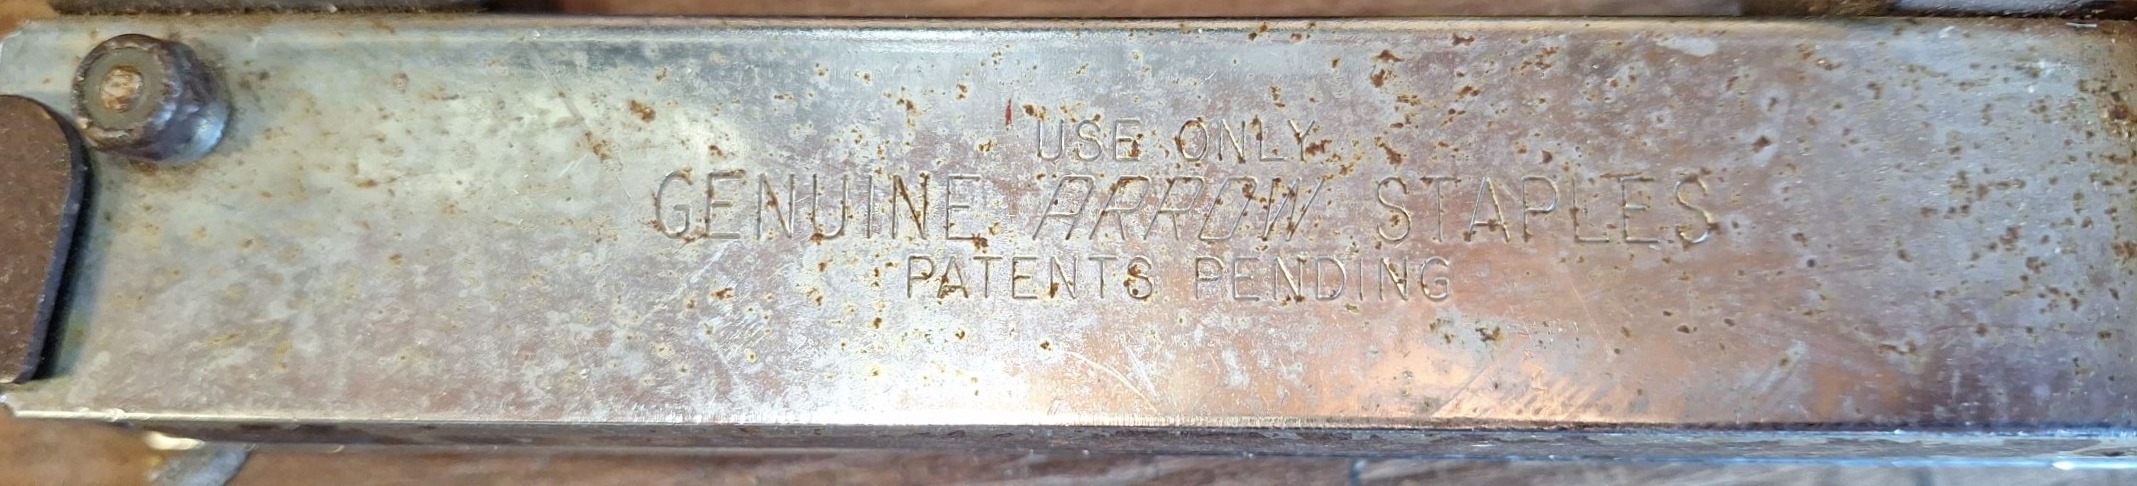 USE ONLY
GENUINE ARROW STAPLES
PATENTS PENDING